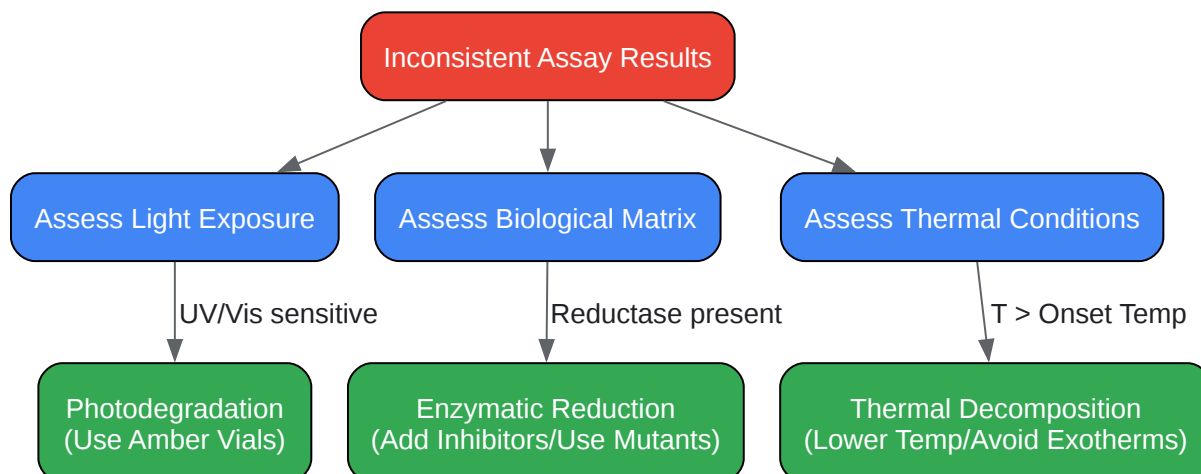 Inconsistent Assay Results
Assess Light Exposure
Assess Biological Matrix
Assess Thermal Conditions
UV/Vis sensitive
Reductase present
T > Onset Temp
Photodegradation
(Use Amber Vials)
Enzymatic Reduction
(Add Inhibitors/Use Mutants)
Thermal Decomposition
(Lower Temp/Avoid Exotherms)